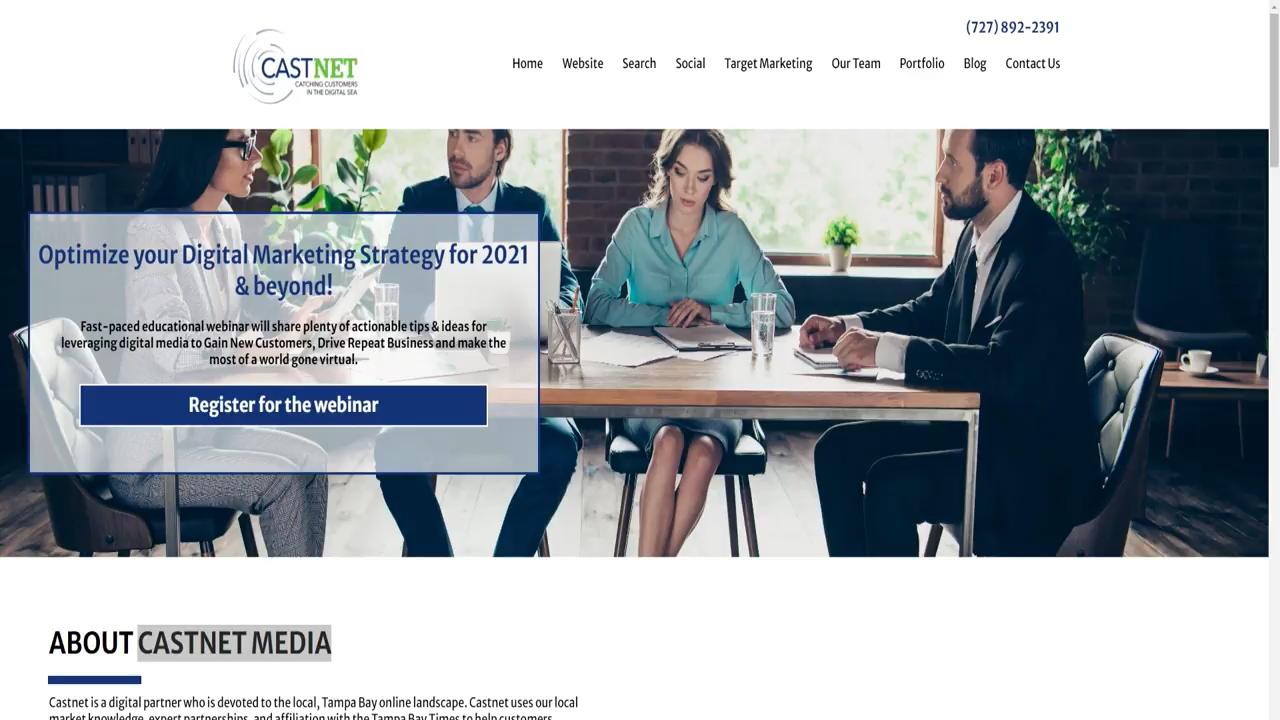 (727) 892-2391
CASTNET
CATCHING CUSTOMERS
IN THE DIGITAL SEA
Home Website Search Social Target Marketing Our Team Portfolio Blog Contact Us
Optimize your Digital Marketing Strategy for 2021
& beyond!
Fast-paced educational webinar will share plenty of actionable tips & ideas for
leveraging digital media to Gain New Customers, Drive Repeat Business and make the
most of a world gone virtual.
Register for the webinar
ABOUT CASTNET MEDIA
Castnet is a digital partner who is devoted to the local, Tampa Bay online landscape. Castnet uses our local
market knowledge, expert partnerships, and affiliation with the Tampa Bay Times to help customers